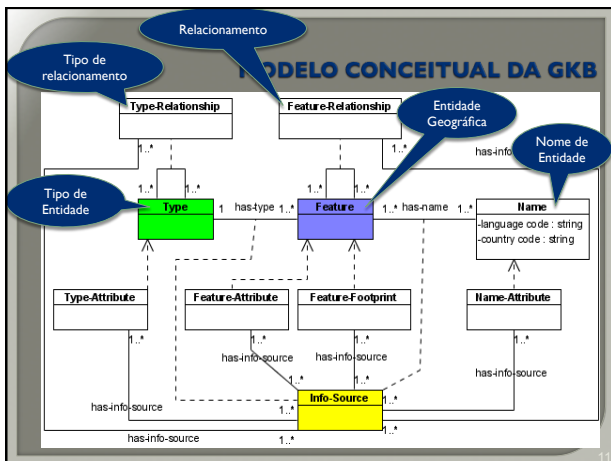 Relacionamento
Tipo de
relacionamento
MODELO CONCEITUAL DA GKB
Type-Relationship
Feature-Relationship
Entidade
Geográfica
1..*
1..*
1..*
has-info
Nome de
Entidade
1..*
1..*
1..*
1..*
Tipo de
Entidade
Type
1
has-type
1..*
Feature
1..*
has-name
1..*
Name
-language code : string
-country code : string
Type-Attribute
Feature-Attribute
Feature-Footprint
Name-Attribute
1..*
1..*
1..*
1..*
has-info-source
has-info-source
has-info-source
1..*
1..*
Info-Source
1..*
has-info-source
1..*
1..*
1..*
has-info-source
1..*
11